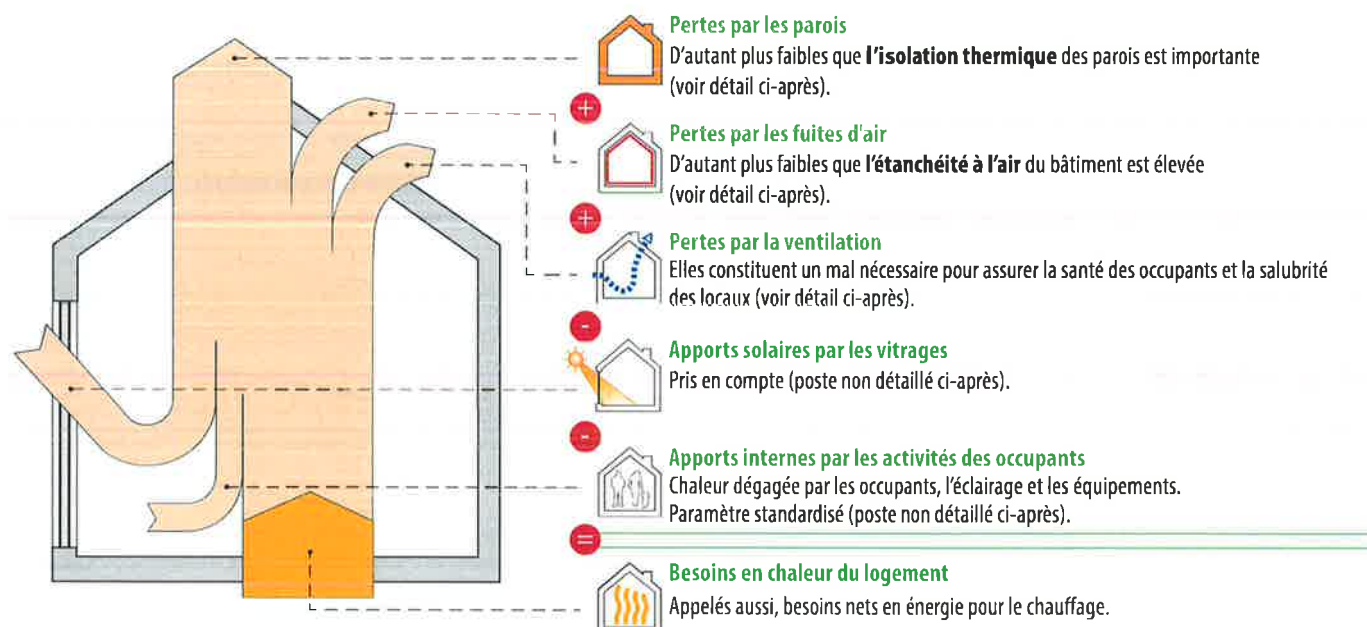 Pertes par les parois
D'autant plus faibles que l'isolation thermique des parois est importante
(voir détail ci-après).
+
Pertes par les fuites d'air
D'autant plus faibles que l'étanchéité à l'air du bâtiment est élevée
(voir détail ci-après).
+
Pertes par la ventilation
Elles constituent un mal nécessaire pour assurer la santé des occupants et la salubrité
des locaux (voir détail ci-après).
-
Apports solaires par les vitrages
Pris en compte (poste non détaillé ci-après).
-
Apports internes par les activités des occupants
Chaleur dégagée par les occupants, l'éclairage et les équipements.
Paramètre standardisé (poste non détaillé ci-après).
=
Besoins en chaleur du logement
Appelés aussi, besoins nets en énergie pour le chauffage.